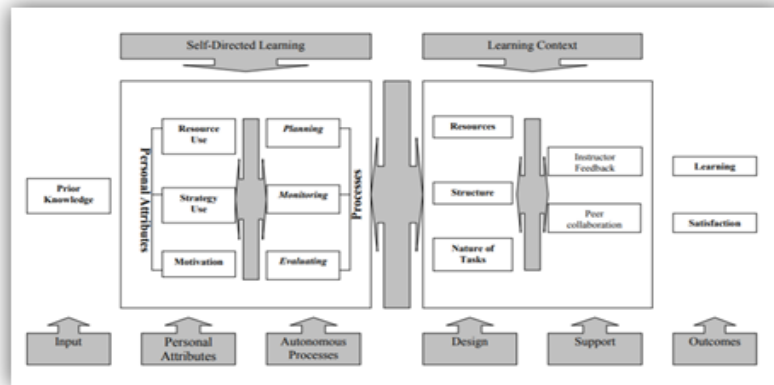 Self-Directed Learning
Learning Context
Personal Attributes
Resource
Use
Strategy
Use
Motivation
Planning
Monitoring
Evaluating
Processes
Resources
Structure
Nature of
Tasks
Instructor
Feedback
Peer
collaboration
Prior
Knowledge
Learning
Satisfaction
Input
Personal
Attributes
Autonomous
Processes
Design
Support
Outcomes